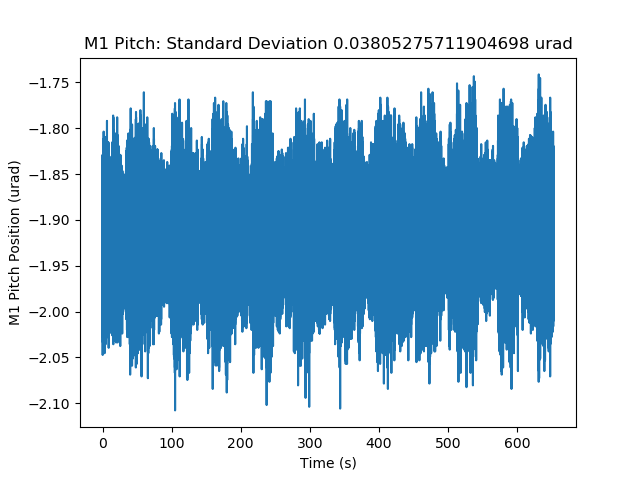 M1 Pitch: Standard Deviation 0.03805275711904698 urad
−1.75
−1.80
−1.85
−1.90
−1.95
−2.00
−2.05
−2.10
M1 Pitch Position (urad)
0 100 200 300 400 500 600
Time (s)